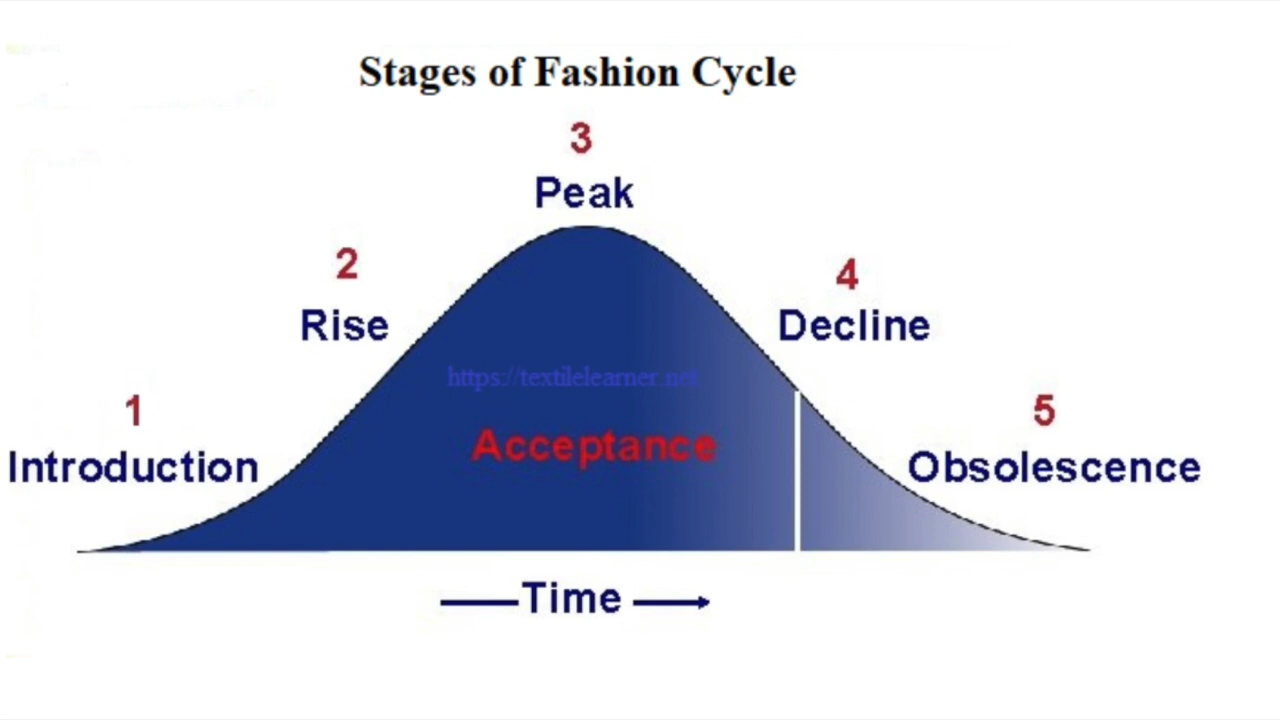 Stages of Fashion Cycle
3
Peak
2
Rise
4
Decline
https://textilelearner.net
Acceptance
1
Introduction
5
Obsolescence
Time